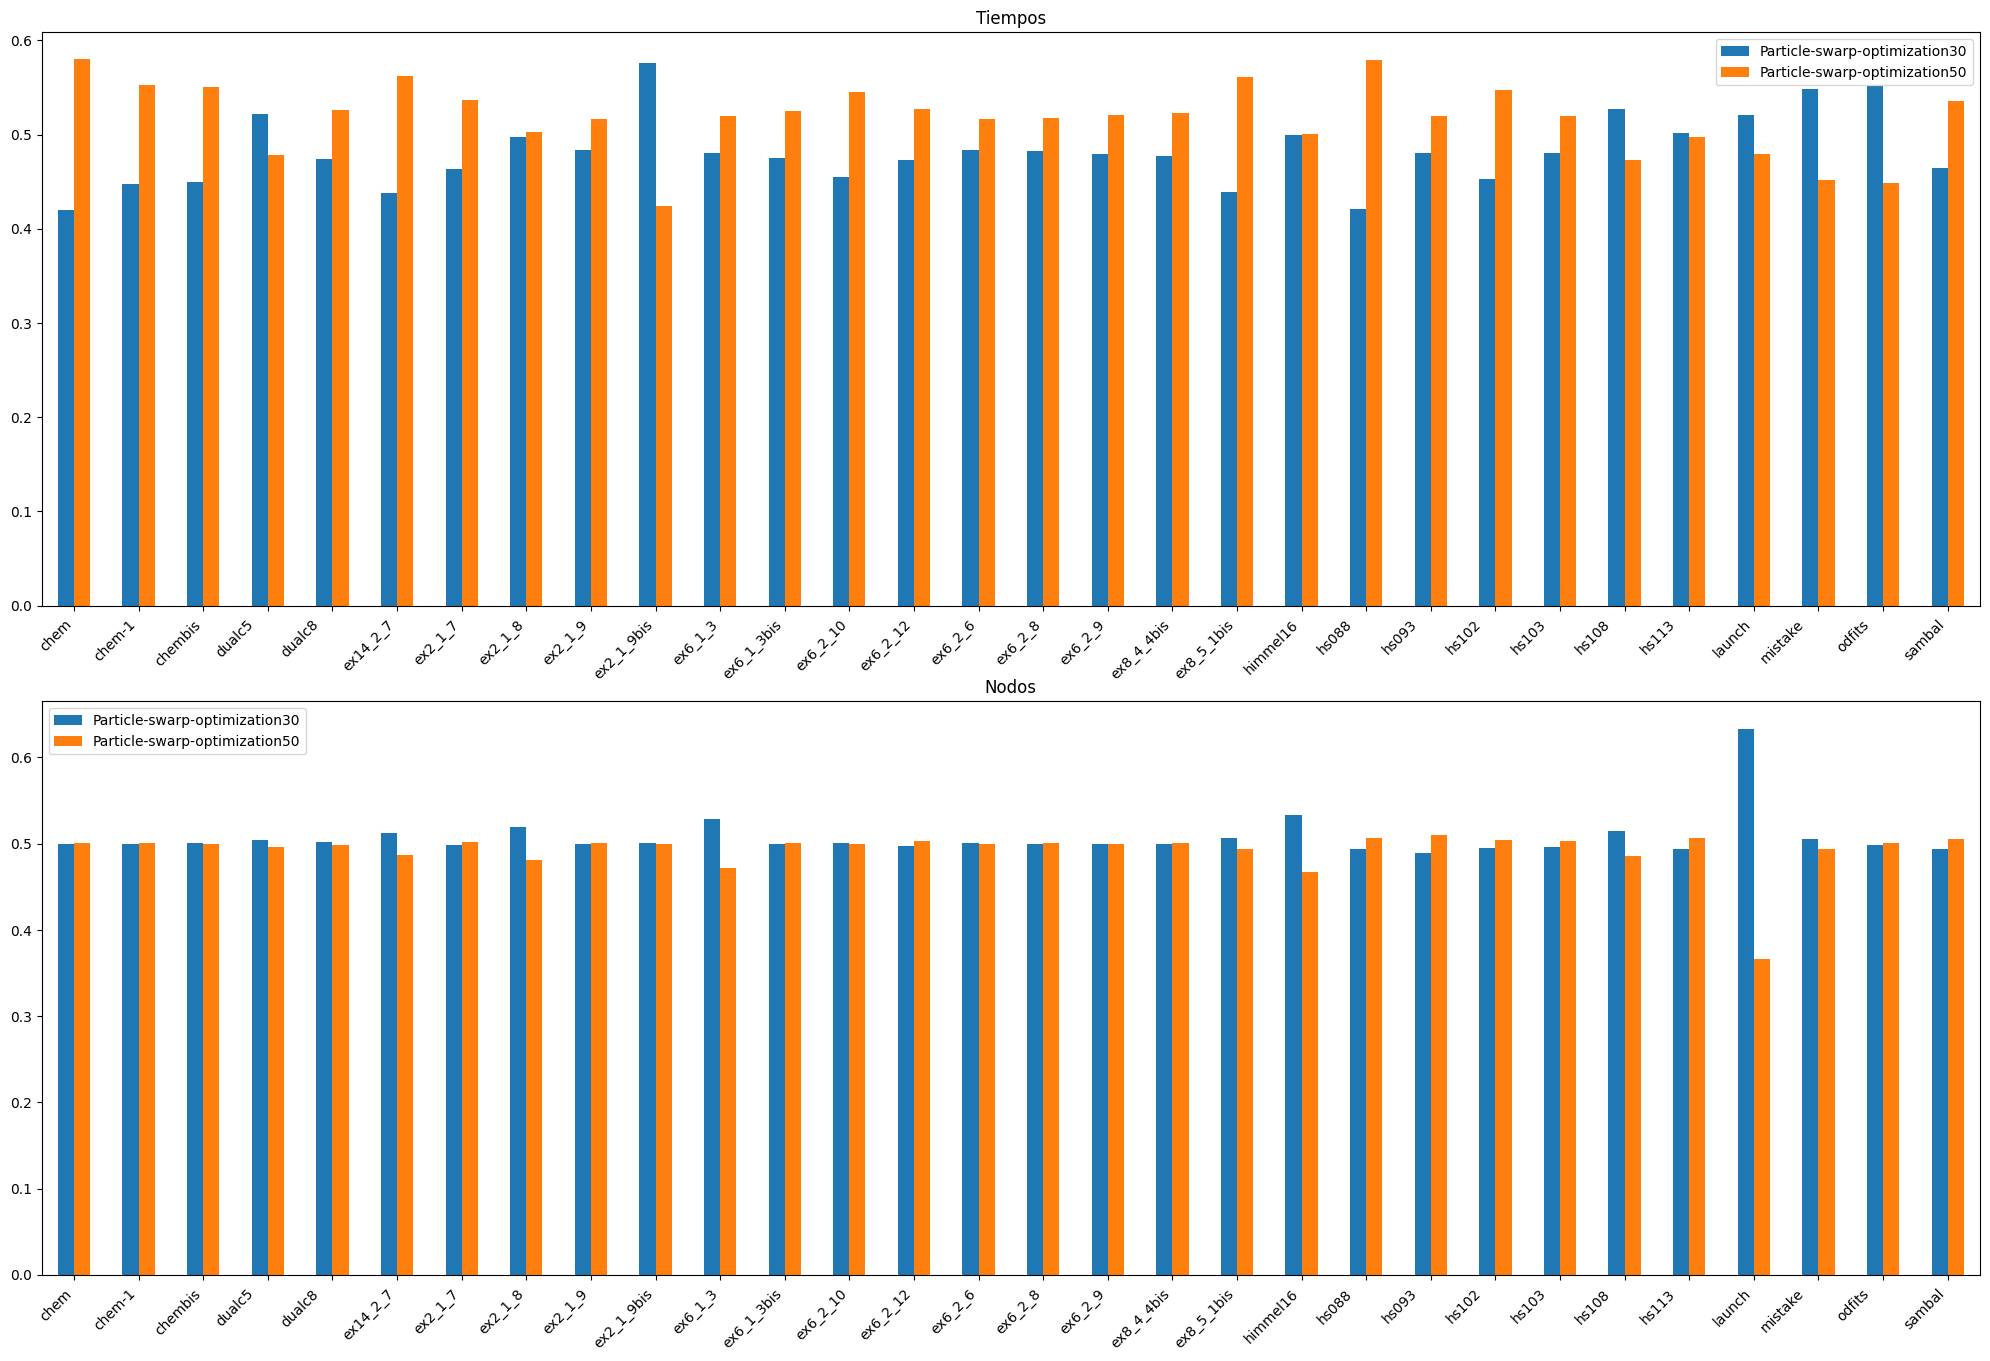 Tiempos
0.6
0.5
0.4
0.3
0.2
0.1
0.0
Particle-swarp-optimization30
Particle-swarp-optimization50
chem
chem-1
chembis
dualc5
dualc8
ex14_2_7
ex2_1_7
ex2_1_8
ex2_1_9
ex2_1_9bis
ex6_1_3
ex6_1_3bis
ex6_2_10
ex6_2_12
ex6_2_6
ex6_2_8
ex6_2_9
ex8_4_4bis
ex8_5_1bis
himmel16
hs088
hs093
hs102
hs103
hs108
hs113
launch
mistake
odfits
sambal
Nodos
Particle-swarp-optimization30
Particle-swarp-optimization50
0.6
0.5
0.4
0.3
0.2
0.1
0.0
chem
chem-1
chembis
dualc5
dualc8
ex14_2_7
ex2_1_7
ex2_1_8
ex2_1_9
ex2_1_9bis
ex6_1_3
ex6_1_3bis
ex6_2_10
ex6_2_12
ex6_2_6
ex6_2_8
ex6_2_9
ex8_4_4bis
ex8_5_1bis
himmel16
hs088
hs093
hs102
hs103
hs108
hs113
launch
mistake
odfits
sambal